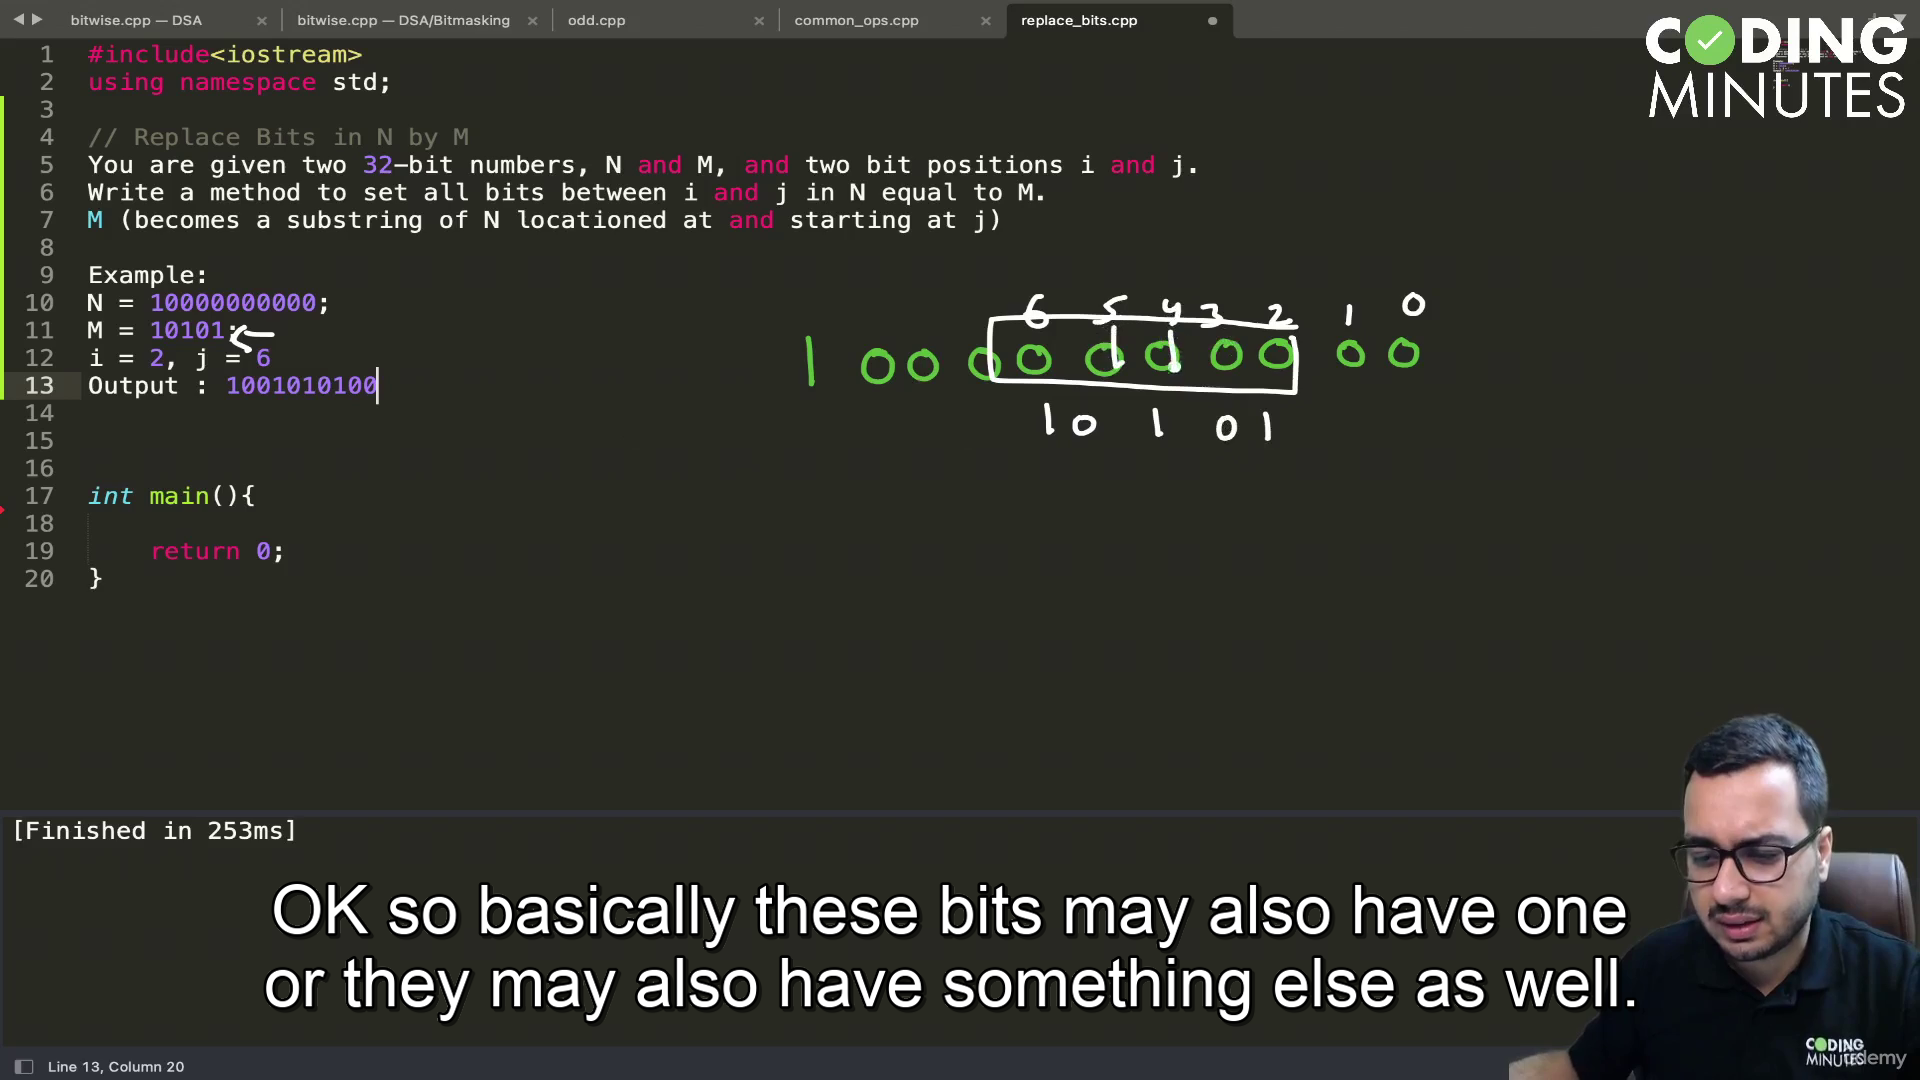 bitwise.cpp — DSA
bitwise.cpp — DSA/Bitmasking
odd.cpp
common_ops.cpp
replace_bits.cpp
CODING
MINUTES
1 #include<iostream>
2 using namespace std;
3
4 // Replace Bits in N by M
5 You are given two 32-bit numbers, N and M, and two bit positions i and j.
6 Write a method to set all bits between i and j in N equal to M.
7 M (becomes a substring of N locationed at and starting at j)
8
9 Example:
10 N = 10000000000;
11 M = 10101;
12 i = 2, j = 6
13 Output : 1001010100
14
15
16
17 int main(){
18
19 return 0;
20 }
6 5 4 3 2 1 0
1 0 0 0 0 0 0 0 0 0 0
1 0 1 0 1
[Finished in 253ms]
OK so basically these bits may also have one
or they may also have something else as well.
CODING
MINUTES
udemy
Line 13, Column 20